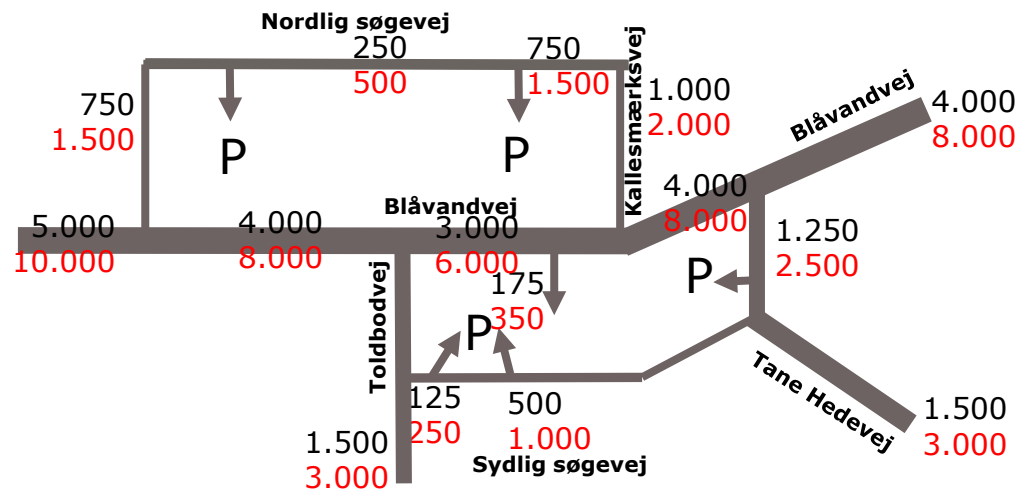 Nordlig søgevej
250
500
750
1.500
750
1.500
Kallesmærksvej
1.000
2.000
Blåvandvej
4.000
8.000
P
P
5.000
10.000
4.000
8.000
Blåvandvej
3.000
6.000
4.000
8.000
1.250
2.500
P
175
350
P
Toldbodvej
125
250
500
1.000
Sydlig søgevej
1.500
3.000
Tane Hedevej
1.500
3.000